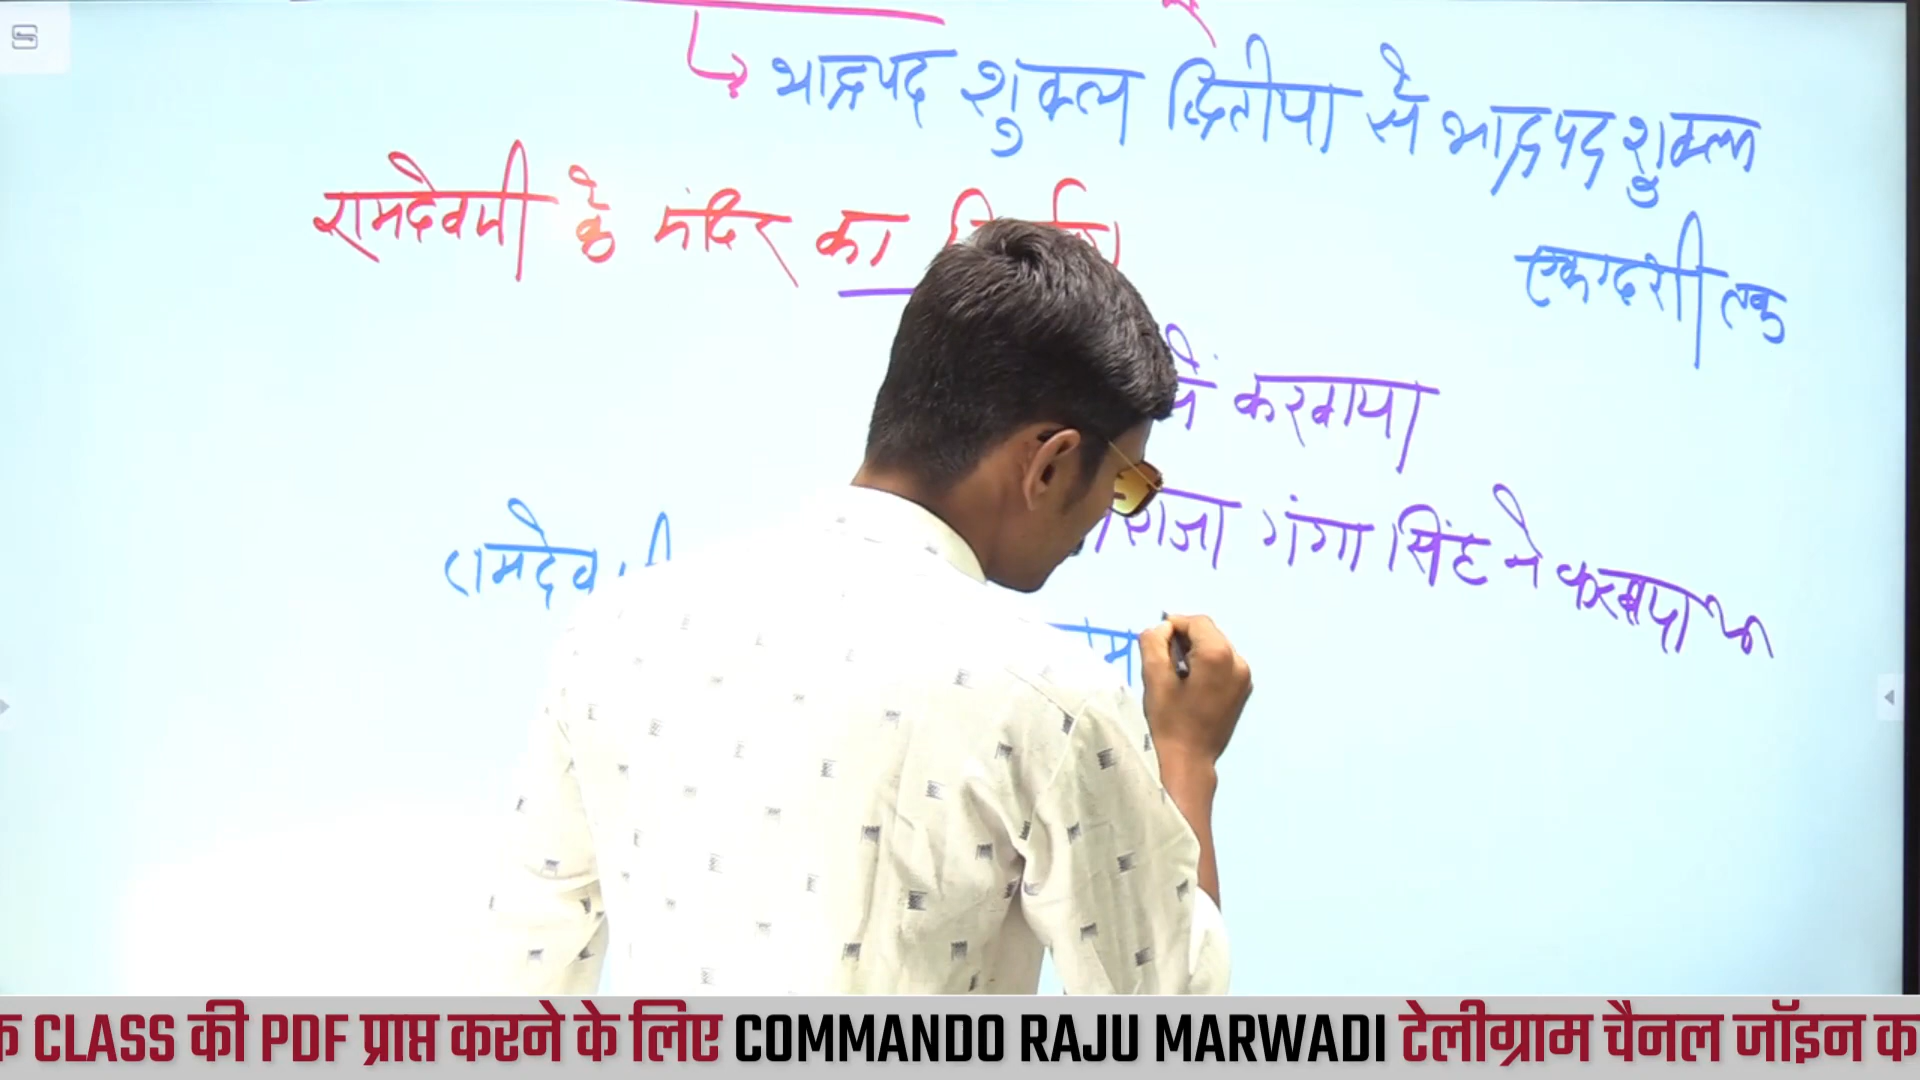 भाद्रपद शुक्ल द्वितीया से भाद्रपद शुक्ल
एकादशी तक
रामदेवजी के मंदिर का
में करवाया
राजा गंगा सिंह ने करवाया
रामदेव
CLASS की PDF प्राप्त करने के लिए COMMANDO RAJU MARWADI टेलीग्राम चैनल जॉइन क